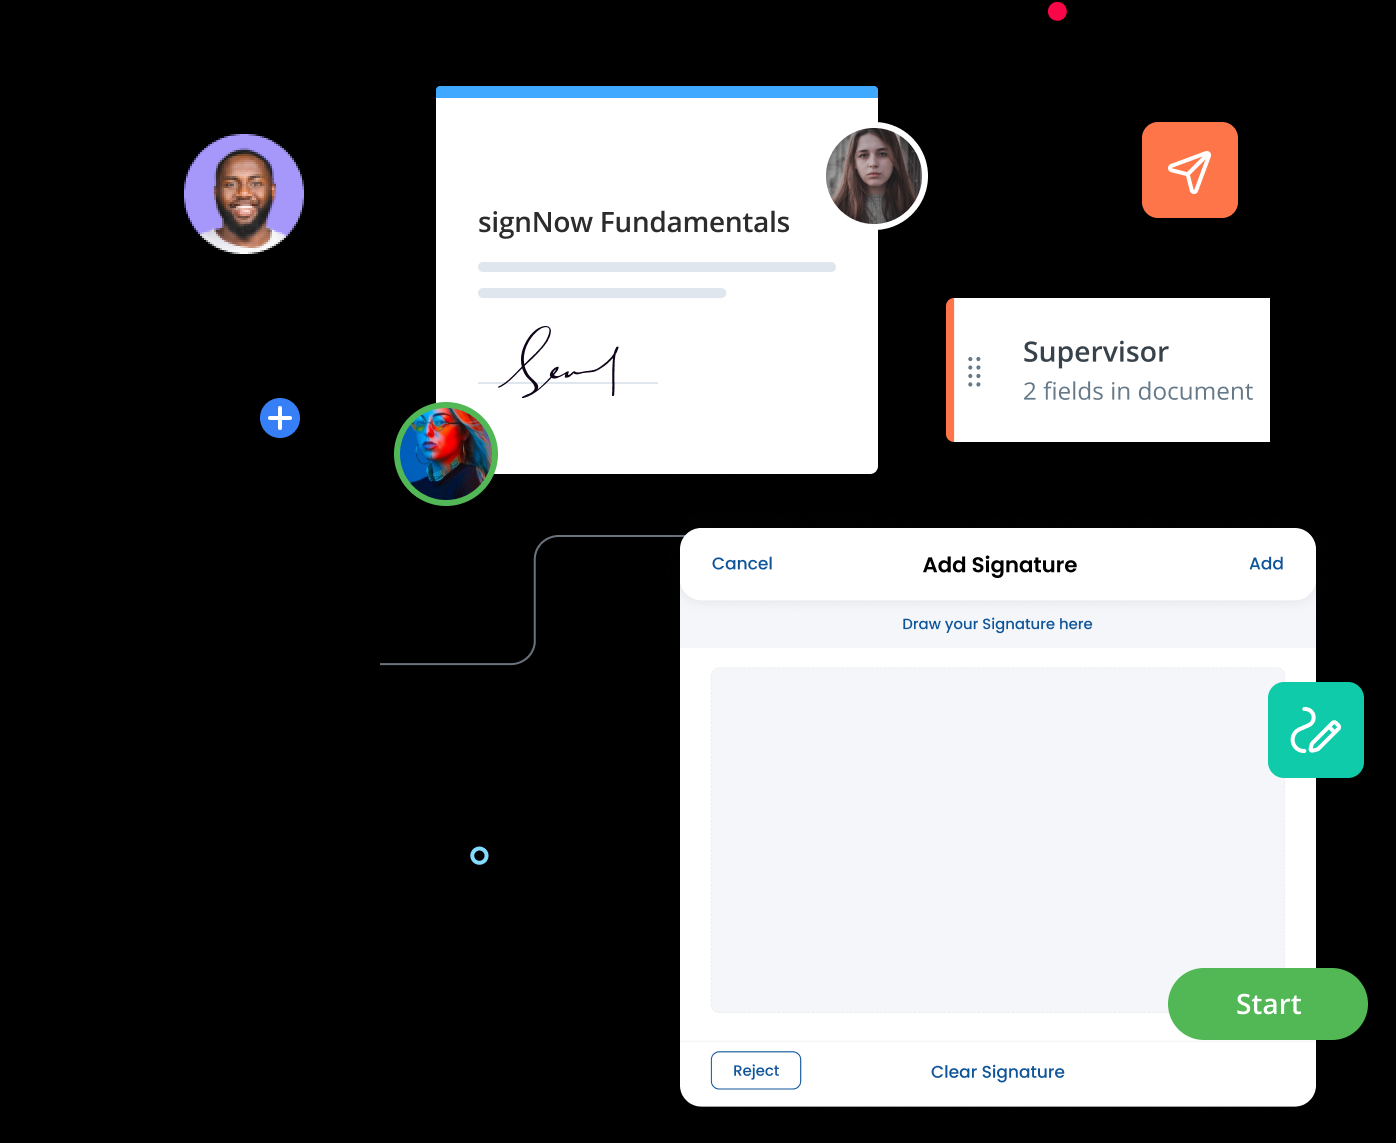 signNow Fundamentals
Supervisor
2 fields in document
Cancel
Add Signature
Add
Draw your Signature here
Start
Reject
Clear Signature